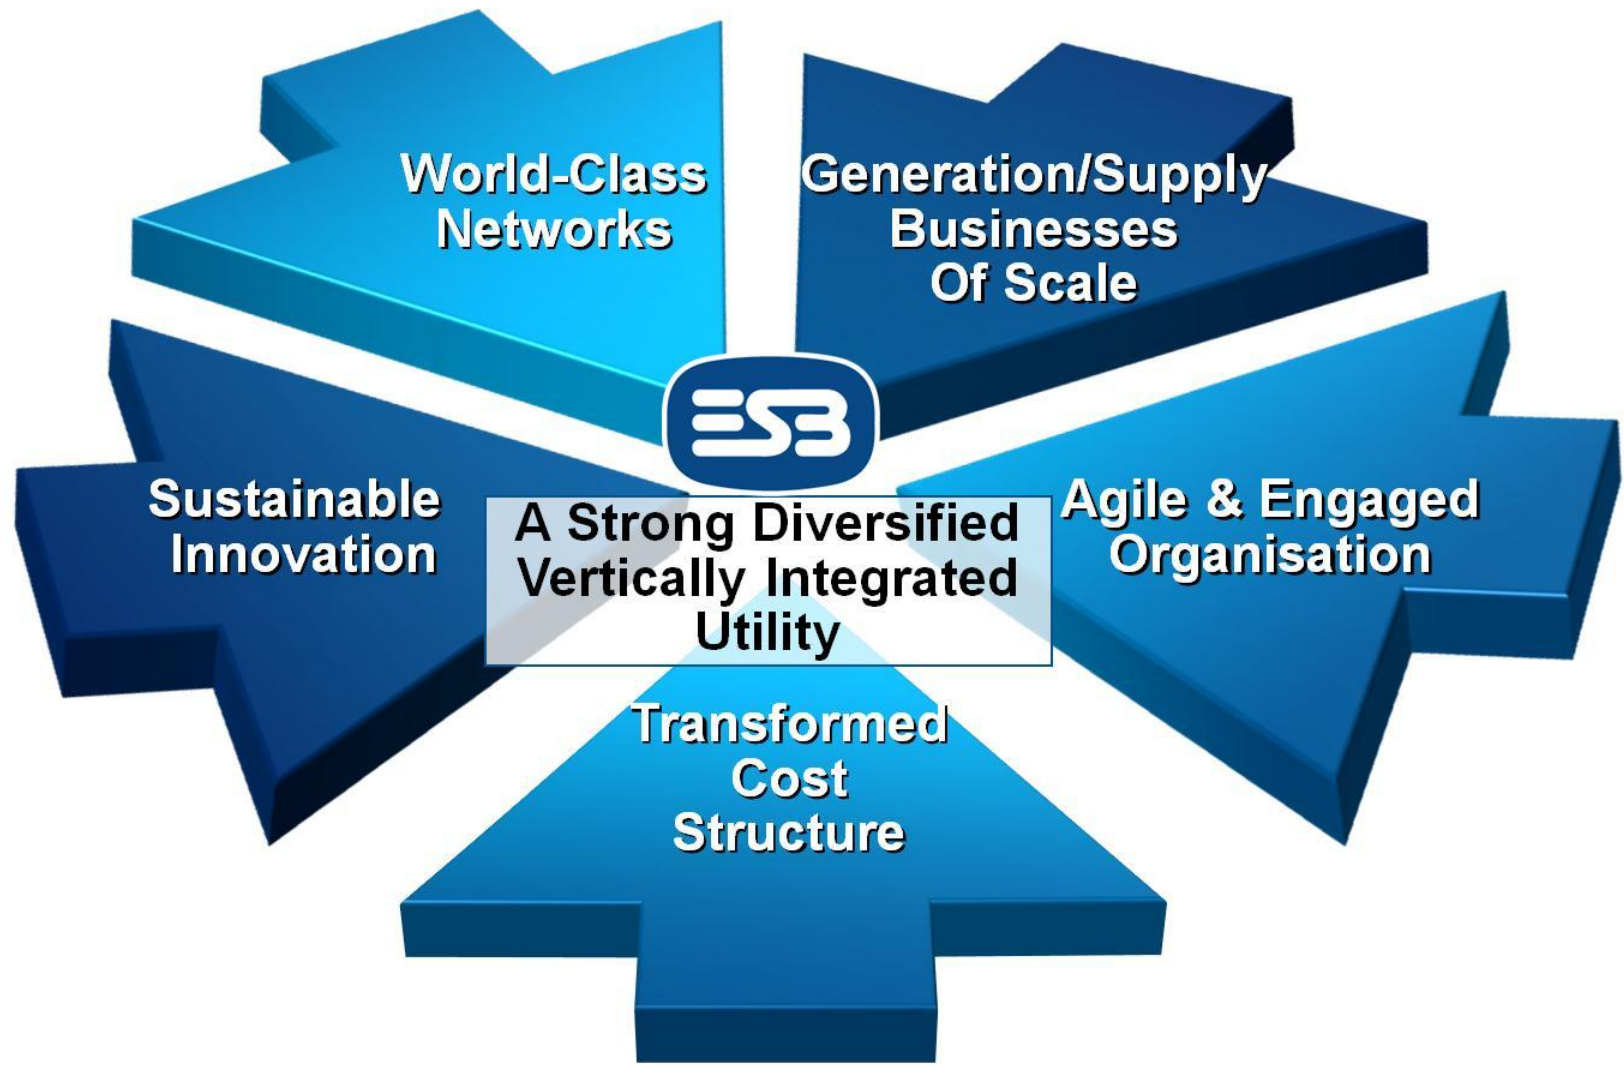 World-Class
Networks
Generation/Supply
Businesses
Of Scale
ESB
Sustainable
Innovation
A Strong Diversified
Vertically Integrated
Utility
Agile & Engaged
Organisation
Transformed
Cost
Structure